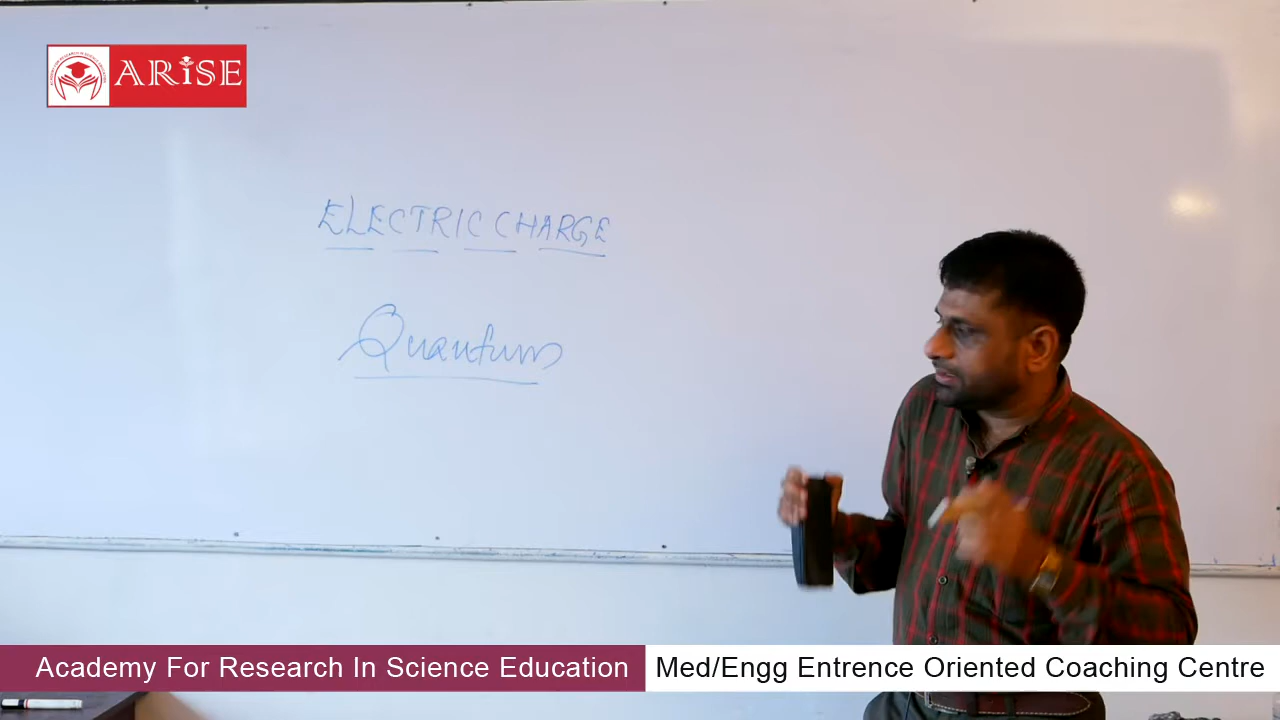 ARiSE
ELECTRIC CHARGE
Quantum
Academy For Research In Science Education
Med/Engg Entrence Oriented Coaching Centre